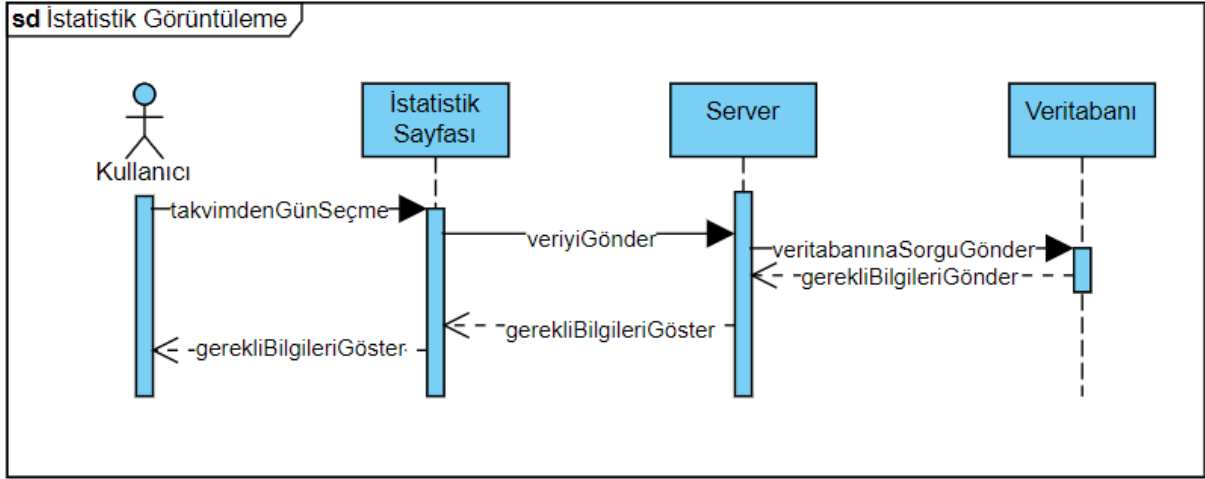 sd İstatistik Görüntüleme
İstatistik
Sayfası
Server
Veritabanı
Kullanıcı
takvimdenGünSeçme
veriyiGönder
veritabanınaSorguGönder
gerekliBilgileriGönder
gerekliBilgileriGöster
gerekliBilgileriGöster